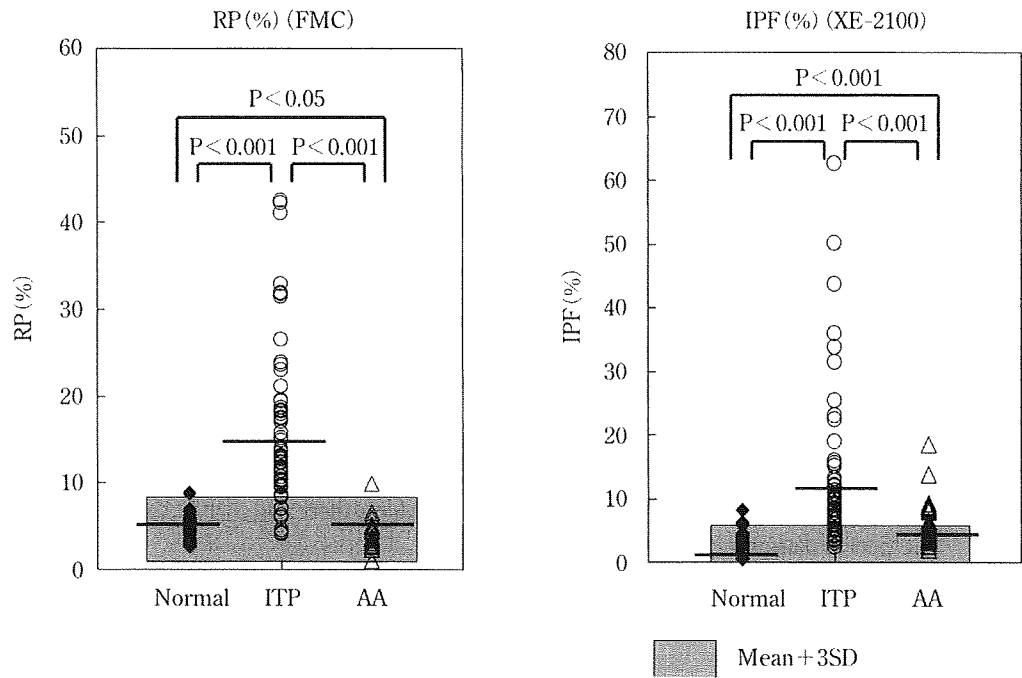 RP(%) (FMC)
60
50
40
30
20
10
0
RP(%)
P<0.05
P<0.001
P<0.001
Normal
ITP
AA
IPF(%) (XE-2100)
80
70
60
50
40
30
20
10
0
IPF(%)
P<0.001
P<0.001
P<0.001
Normal
ITP
AA
Mean+3SD